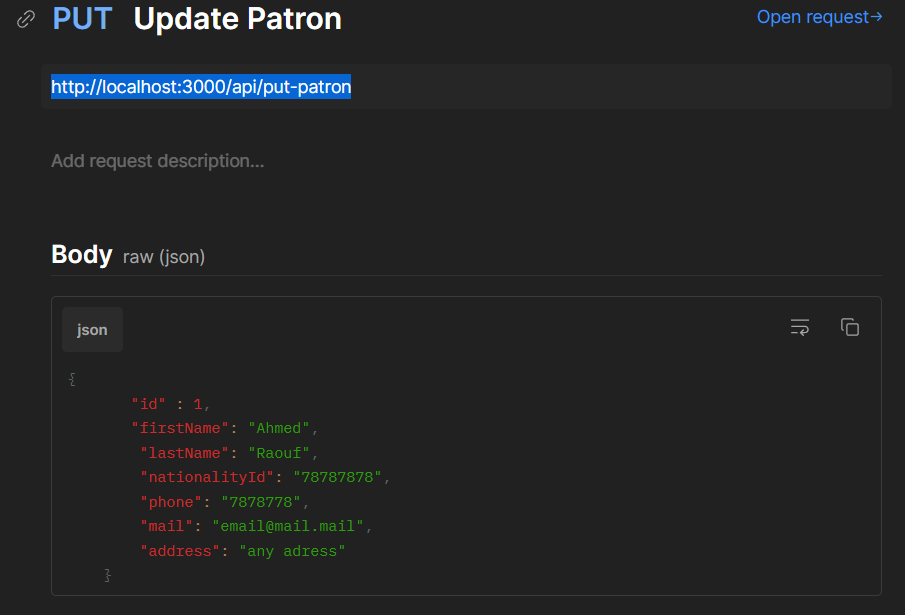 PUT Update Patron
Open request→
http://localhost:3000/api/put-patron
Add request description...
Body raw (json)
json
{
"id" : 1,
"firstName": "Ahmed",
"lastName": "Raouf",
"nationalityId": "78787878",
"phone": "7878778",
"mail": "email@mail.mail",
"address": "any adress"
}